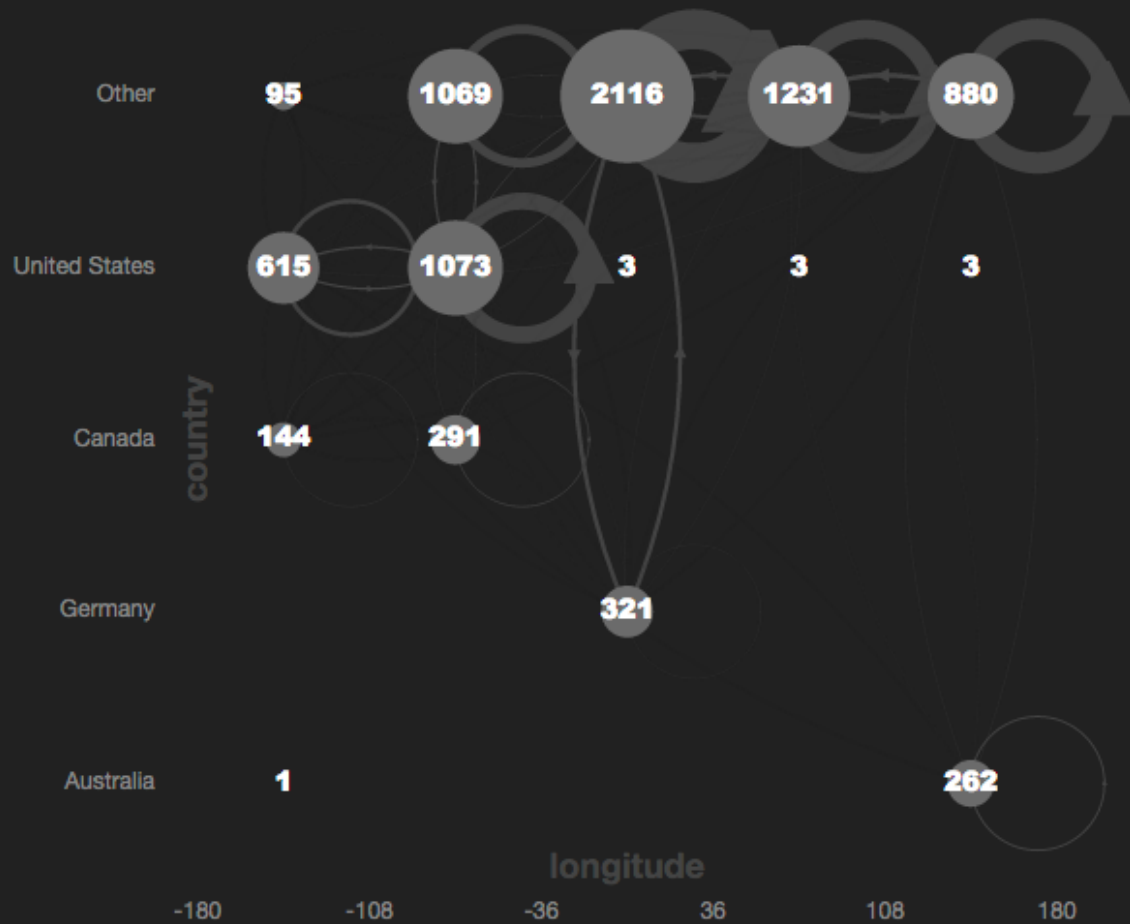 Other 95 1069 2116 1231 880
United States 615 1073 3 3 3
country
Canada 144 291
Germany 321
Australia 1 262
longitude
-180 -108 -36 36 108 180